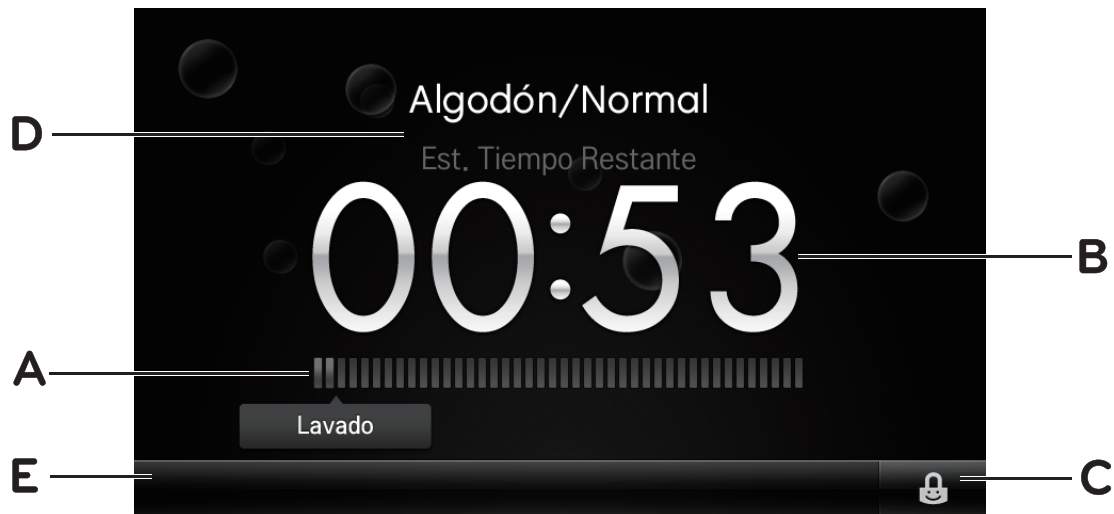 Algodón/Normal
D
Est. Tiempo Restante
00:53
B
A
Lavado
E
C